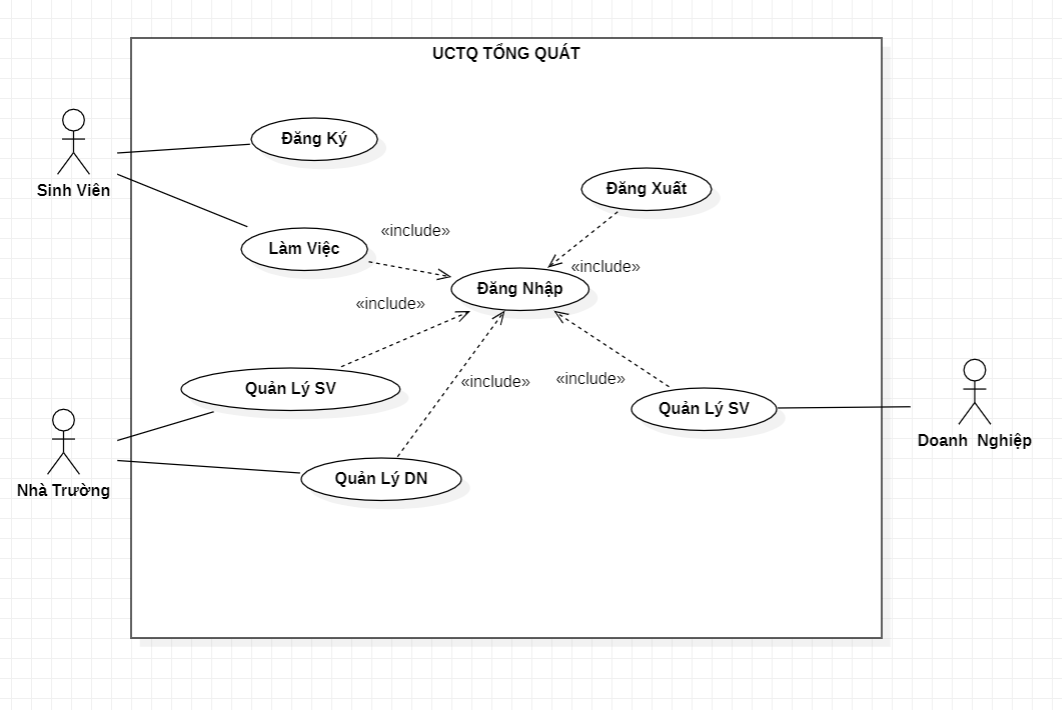 UCTQ TỔNG QUÁT
Sinh Viên
Đăng Ký
Đăng Xuất
Làm Việc
«include»
«include»
Đăng Nhập
«include»
Quản Lý SV
«include»
«include»
Quản Lý SV
Doanh  Nghiệp
Nhà Trường
Quản Lý DN